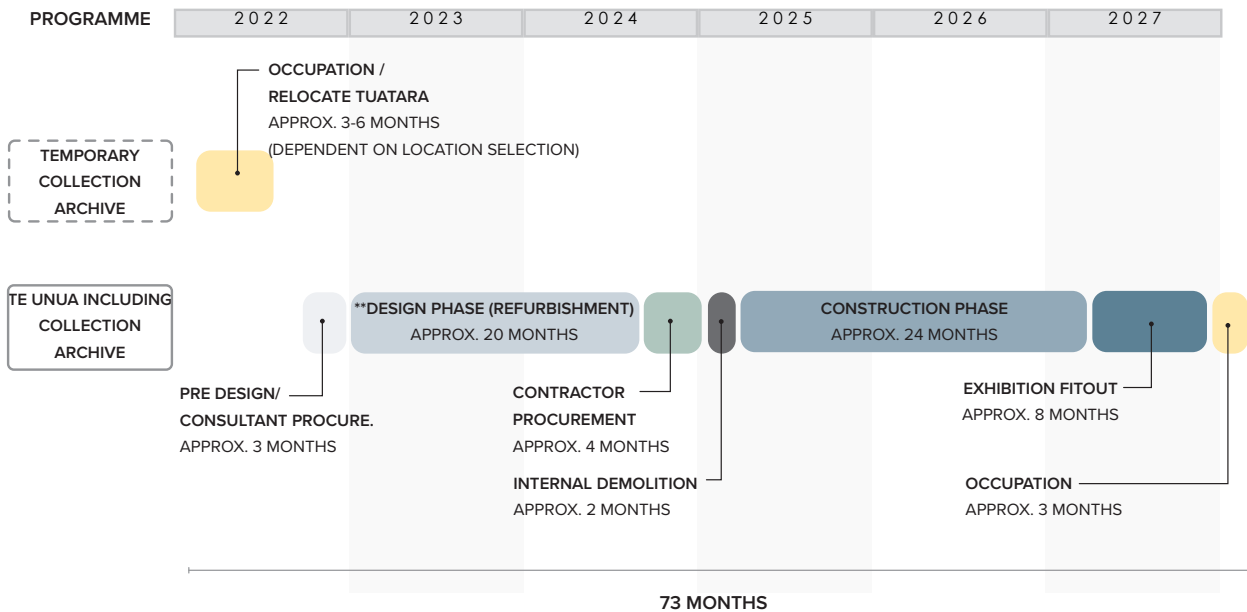 PROGRAMME
2022
2023
2024
2025
2026
2027
OCCUPATION /
RELOCATE TUATARA
APPROX. 3-6 MONTHS
(DEPENDENT ON LOCATION SELECTION)
TEMPORARY
COLLECTION
ARCHIVE
TE UNUA INCLUDING
COLLECTION
ARCHIVE
**DESIGN PHASE (REFURBISHMENT)
APPROX. 20 MONTHS
CONSTRUCTION PHASE
APPROX. 24 MONTHS
PRE DESIGN/
CONSULTANT PROCURE.
APPROX. 3 MONTHS
CONTRACTOR
PROCUREMENT
APPROX. 4 MONTHS
EXHIBITION FITOUT
APPROX. 8 MONTHS
INTERNAL DEMOLITION
APPROX. 2 MONTHS
OCCUPATION
APPROX. 3 MONTHS
73 MONTHS